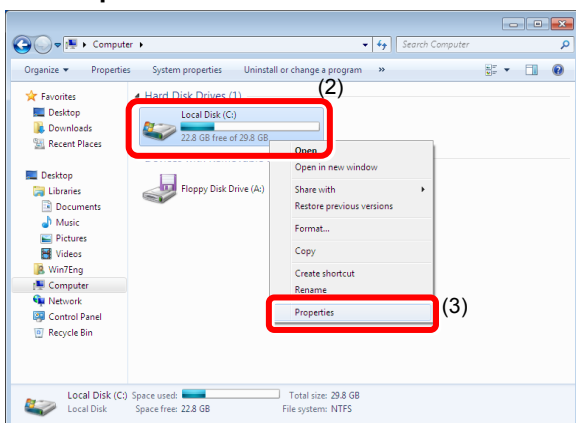 Computer
Search Computer
Organize Properties System properties Uninstall or change a program »
Favorites
Desktop
Downloads
Recent Places
Desktop
Libraries
Documents
Music
Pictures
Videos
Win7Eng
Computer
Network
Control Panel
Recycle Bin
Hard Disk Drives (1)
(2)
Local Disk (C:)
22.8 GB free of 29.8 GB
Floppy Disk Drive (A:)
Open
Open in new window
Share with
Restore previous versions
Format...
Copy
Create shortcut
Rename
Properties
(3)
Local Disk (C:) Space used: Total size: 29.8 GB
Local Disk Space free: 22.8 GB File system: NTFS